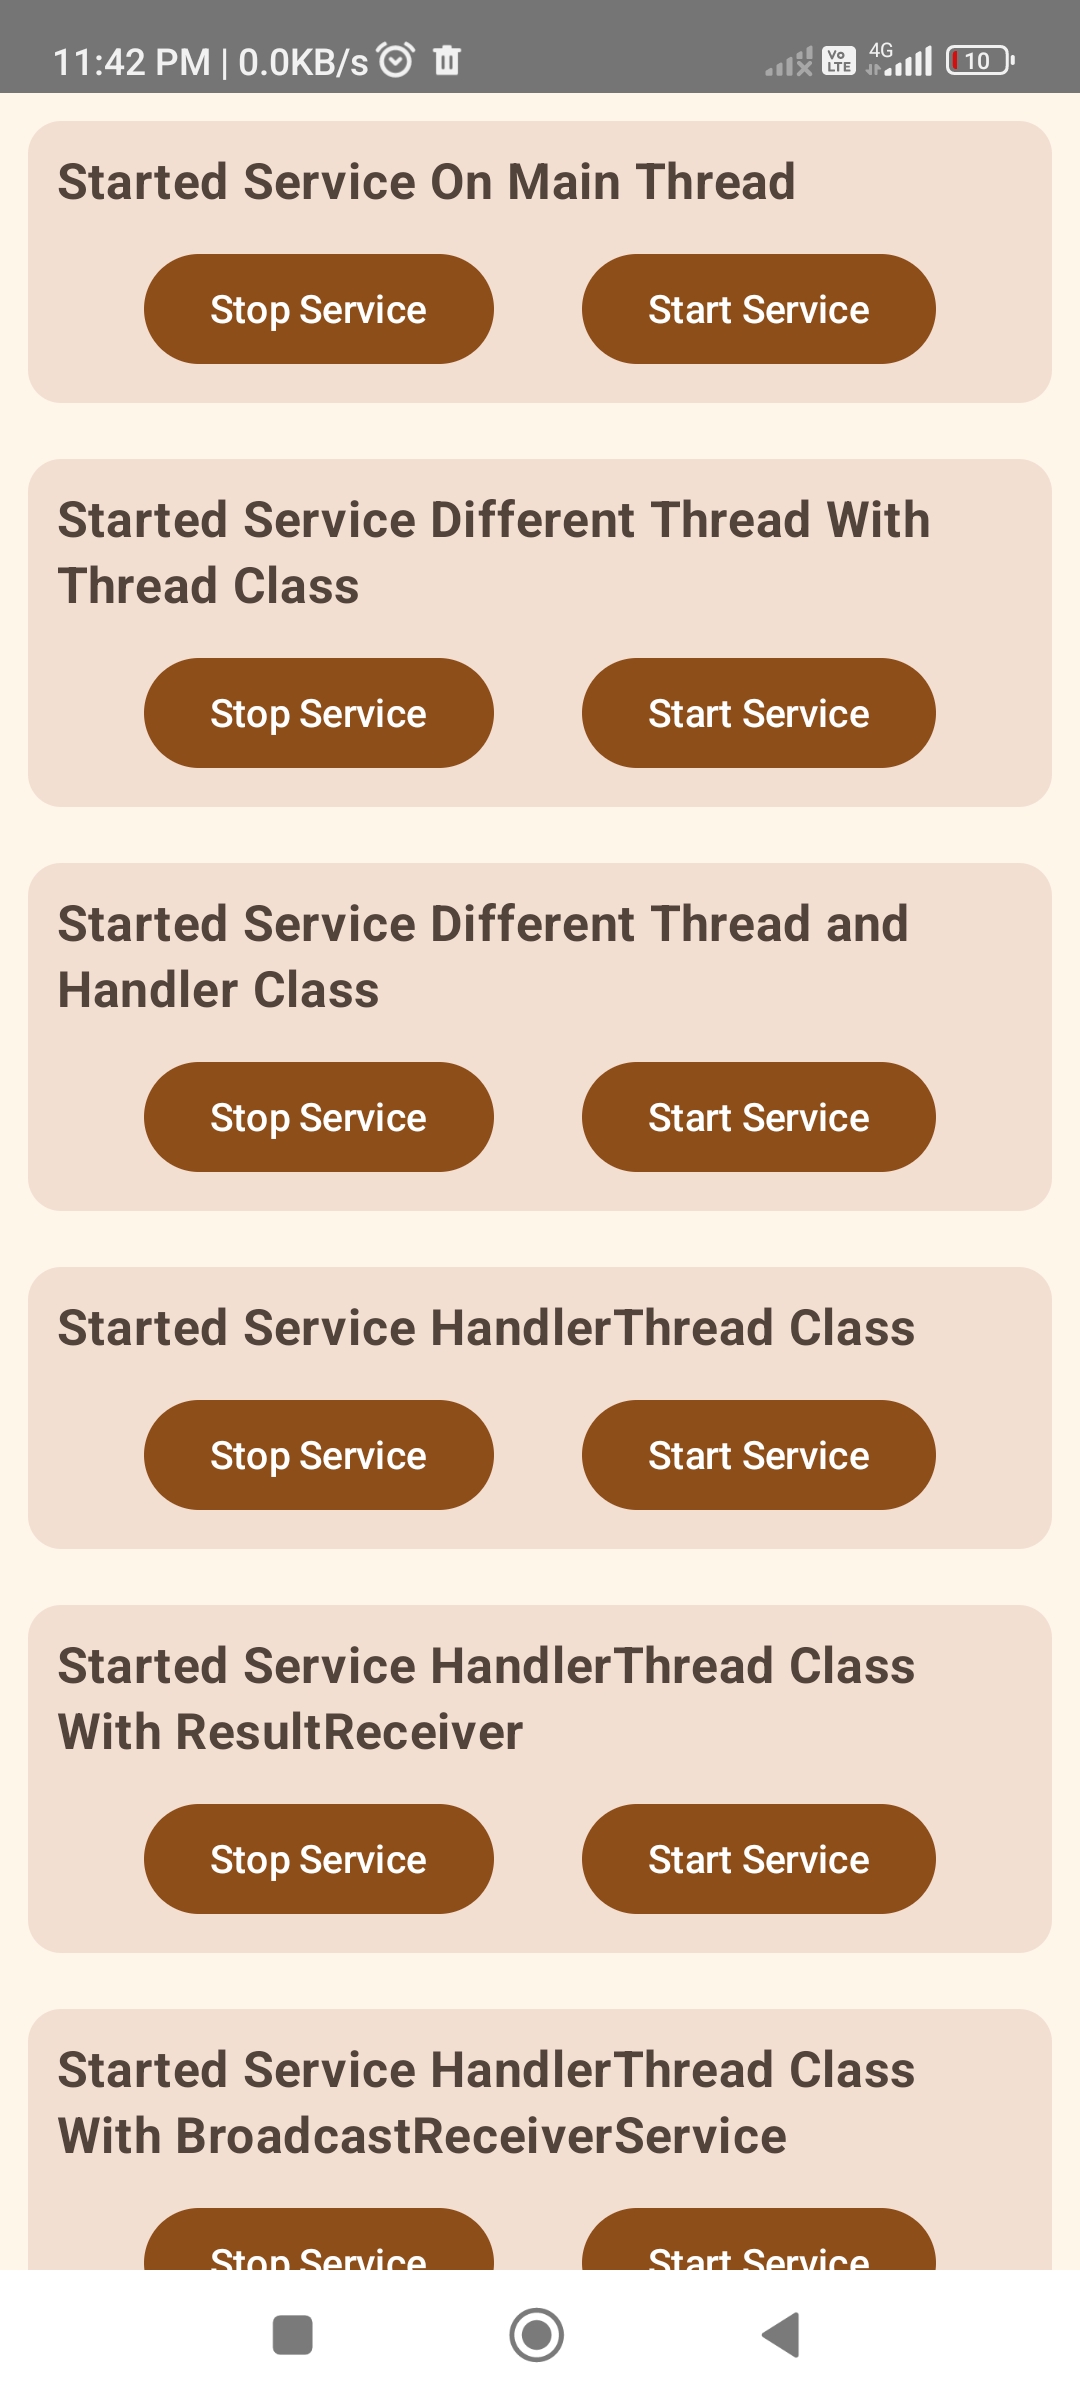 11:42 PM | 0.0KB/s Vo LTE 4G 10
Started Service On Main Thread
Stop Service Start Service
Started Service Different Thread With
Thread Class
Stop Service Start Service
Started Service Different Thread and
Handler Class
Stop Service Start Service
Started Service HandlerThread Class
Stop Service Start Service
Started Service HandlerThread Class
With ResultReceiver
Stop Service Start Service
Started Service HandlerThread Class
With BroadcastReceiverService
Stop Service Start Service